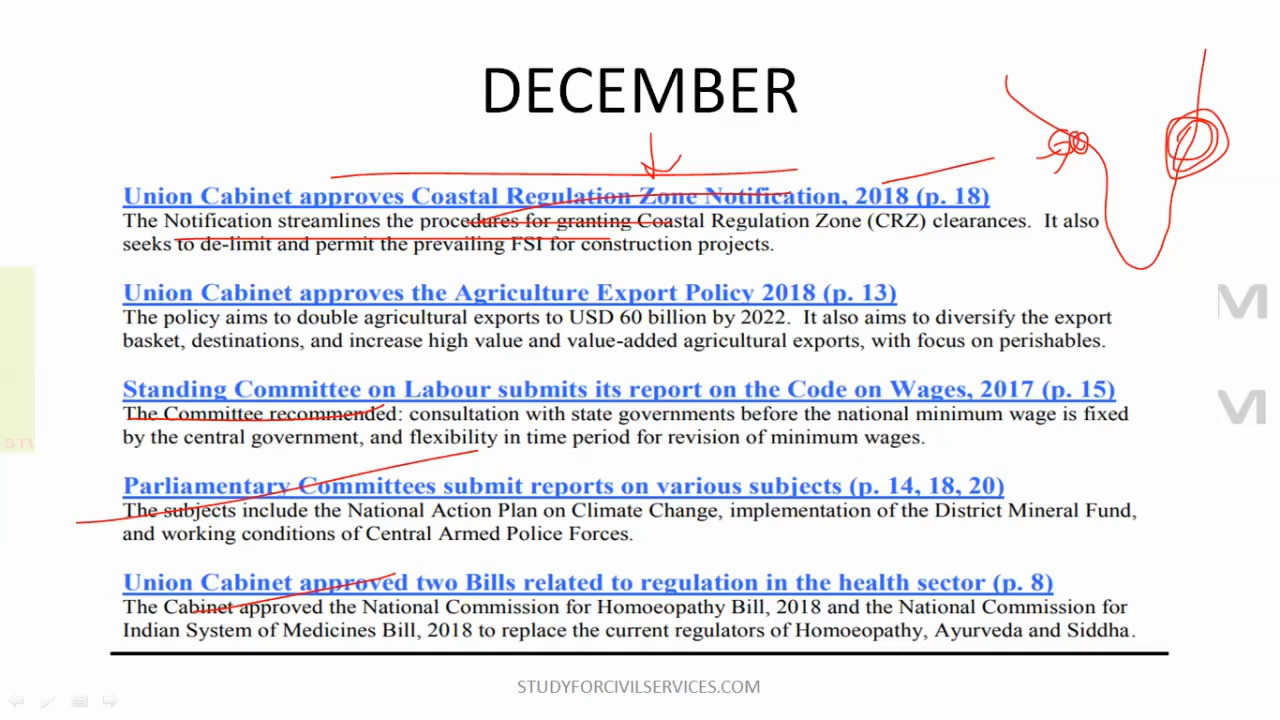 DECEMBER
Union Cabinet approves Coastal Regulation Zone Notification, 2018 (p. 18)
The Notification streamlines the procedures for granting Coastal Regulation Zone (CRZ) clearances. It also
seeks to de-limit and permit the prevailing FSI for construction projects.
Union Cabinet approves the Agriculture Export Policy 2018 (p. 13)
The policy aims to double agricultural exports to USD 60 billion by 2022. It also aims to diversify the export
basket, destinations, and increase high value and value-added agricultural exports, with focus on perishables.
Standing Committee on Labour submits its report on the Code on Wages, 2017 (p. 15)
The Committee recommended: consultation with state governments before the national minimum wage is fixed
by the central government, and flexibility in time period for revision of minimum wages.
Parliamentary Committees submit reports on various subjects (p. 14, 18, 20)
The subjects include the National Action Plan on Climate Change, implementation of the District Mineral Fund,
and working conditions of Central Armed Police Forces.
Union Cabinet approved two Bills related to regulation in the health sector (p. 8)
The Cabinet approved the National Commission for Homoeopathy Bill, 2018 and the National Commission for
Indian System of Medicines Bill, 2018 to replace the current regulators of Homoeopathy, Ayurveda and Siddha.
STUDYFORCIVILSERVICES.COM